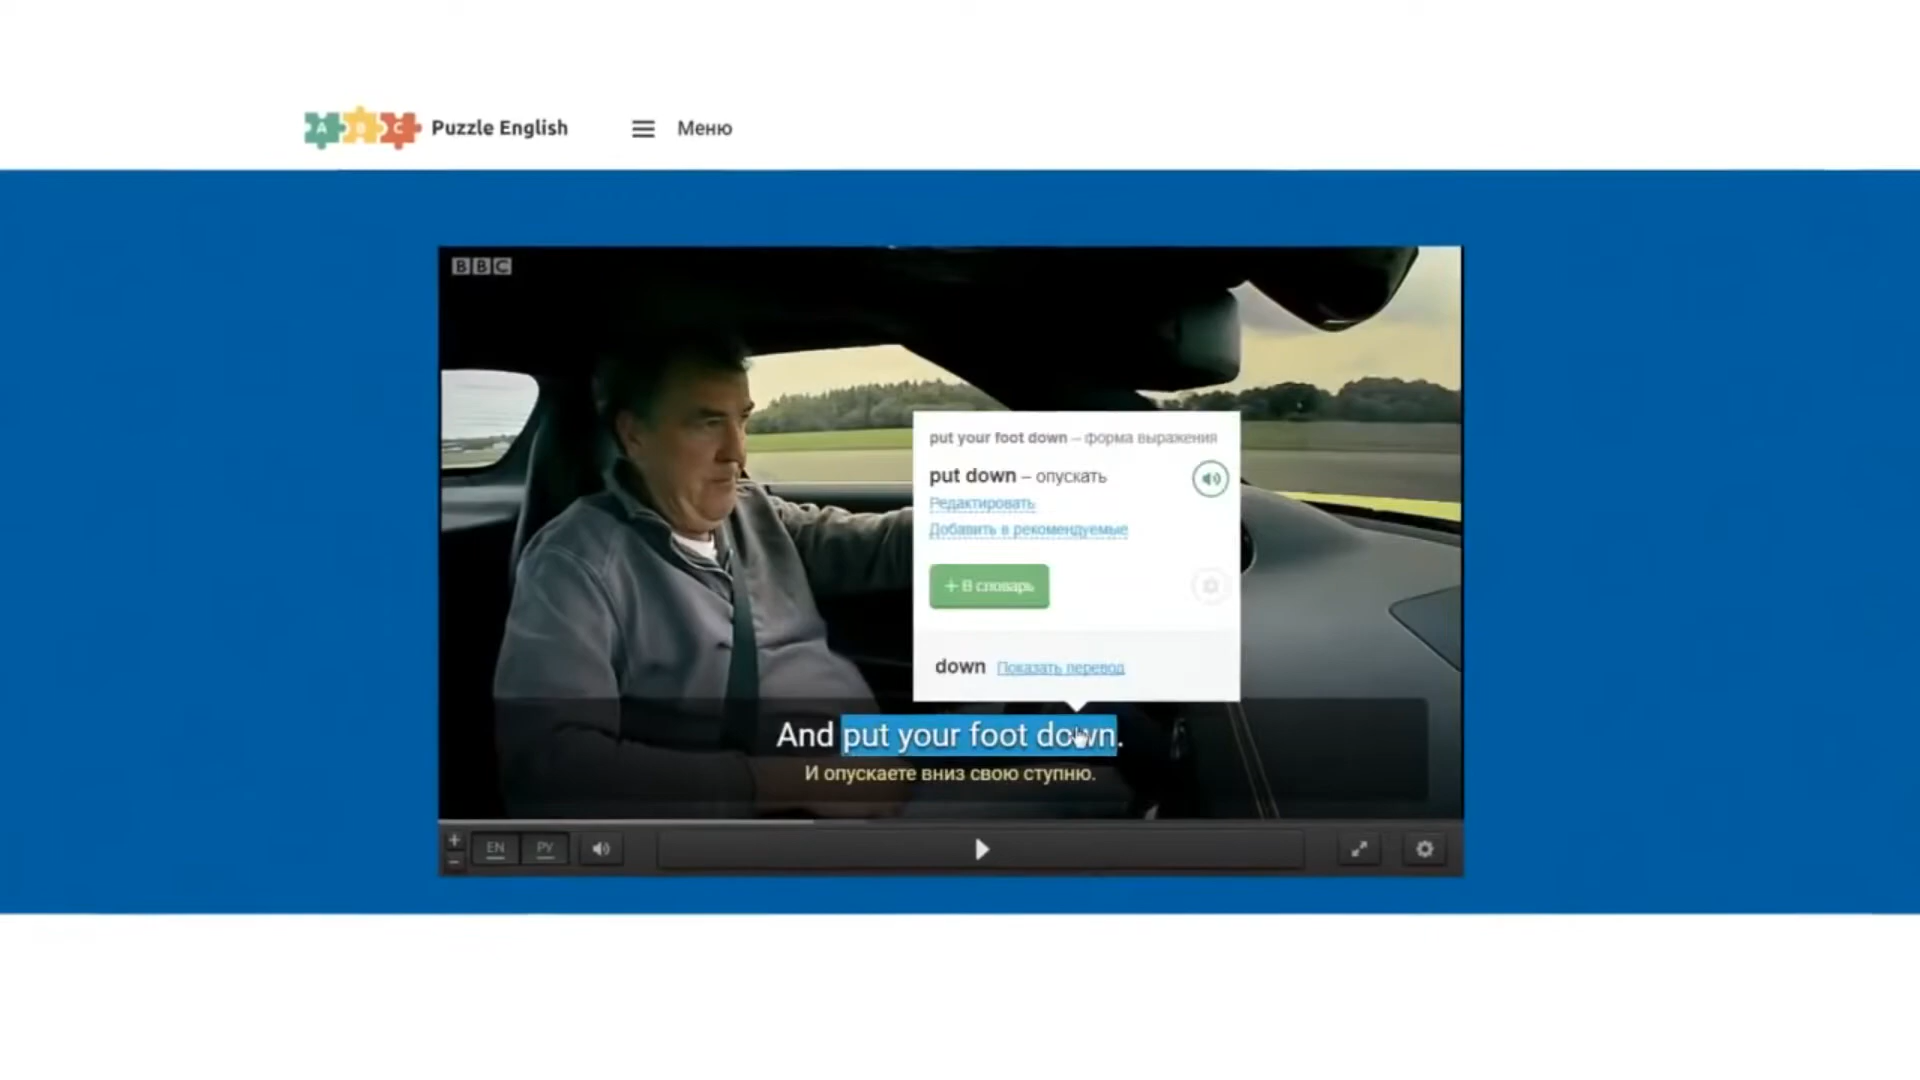 A B C Puzzle English
Меню
BBC
put your foot down – форма выражения
put down – опускать
Редактировать
Добавить в рекомендуемые
+ В словарь
down Показать перевод
And put your foot down.
И опускаете вниз свою ступню.
EN РУ